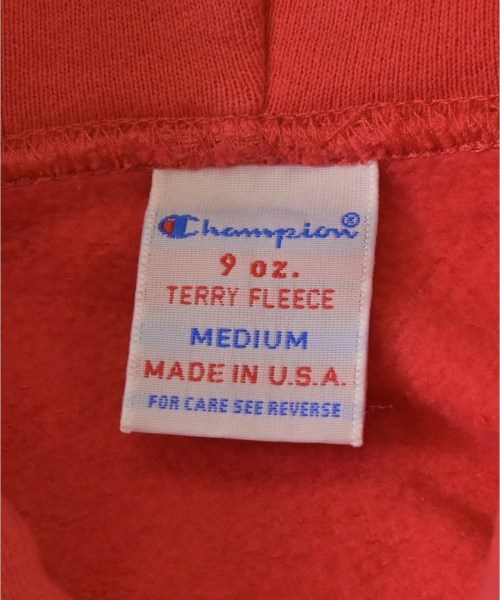 Champion®
9 oz.
TERRY FLEECE
MEDIUM
MADE IN U.S.A.
FOR CARE SEE REVERSE